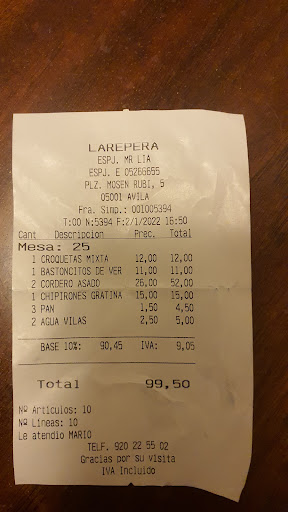 LAREPERA
ESPJ. MR LIA
ESPJ. E 05266655
PLZ. MOSEN RUBI, 5
05001 AVILA
Fra. Simp.: 001005394
T:00 N:5394 F:2/1/2022 16:50
Cant Descripcion Prec. Total
Mesa: 25
1 CROQUETAS MIXTA 12,00 12,00
1 BASTONCITOS DE VER 11,00 11,00
2 CORDERO ASADO 26,00 52,00
1 CHIPIRONES GRATINA 15,00 15,00
3 PAN 1,50 4,50
2 AGUA VILAS 2,50 5,00
BASE 10%: 90,45 IVA: 9,05
Total 99,50
Nº Articulos: 10
Nº Lineas: 10
Le atendio MARIO
TELF. 920 22 55 02
Gracias por su visita
IVA Incluido